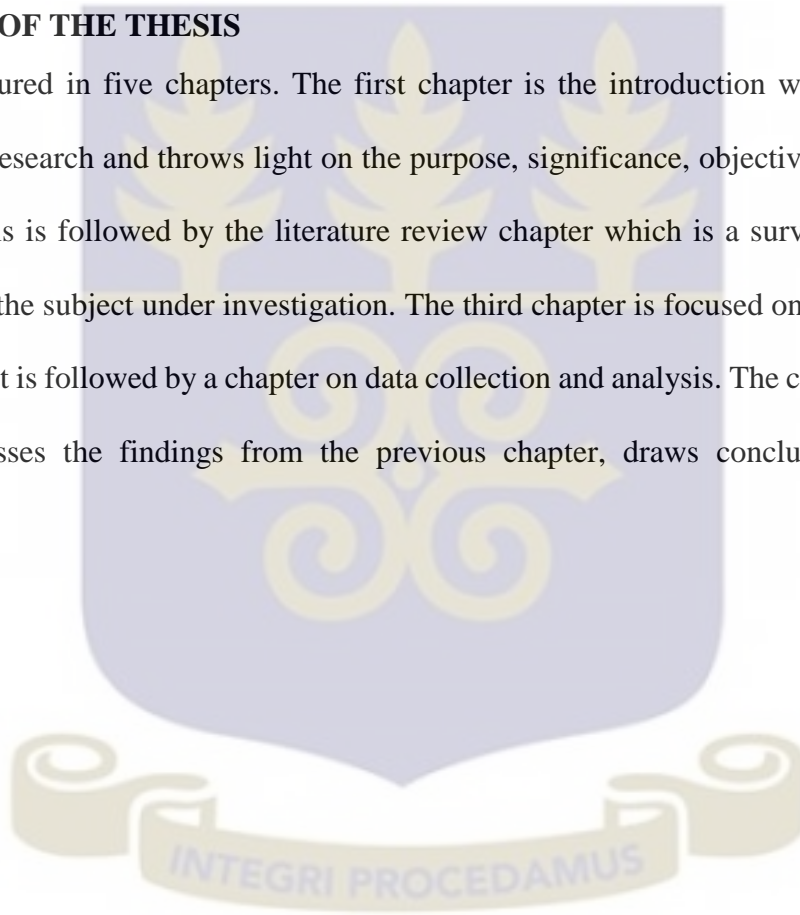 OF THE THESIS
ured in five chapters. The first chapter is the introduction w
esearch and throws light on the purpose, significance, objectiv
s is followed by the literature review chapter which is a surv
the subject under investigation. The third chapter is focused on
t is followed by a chapter on data collection and analysis. The c
sses the findings from the previous chapter, draws conclu
INTEGRI PROCEDAMUS